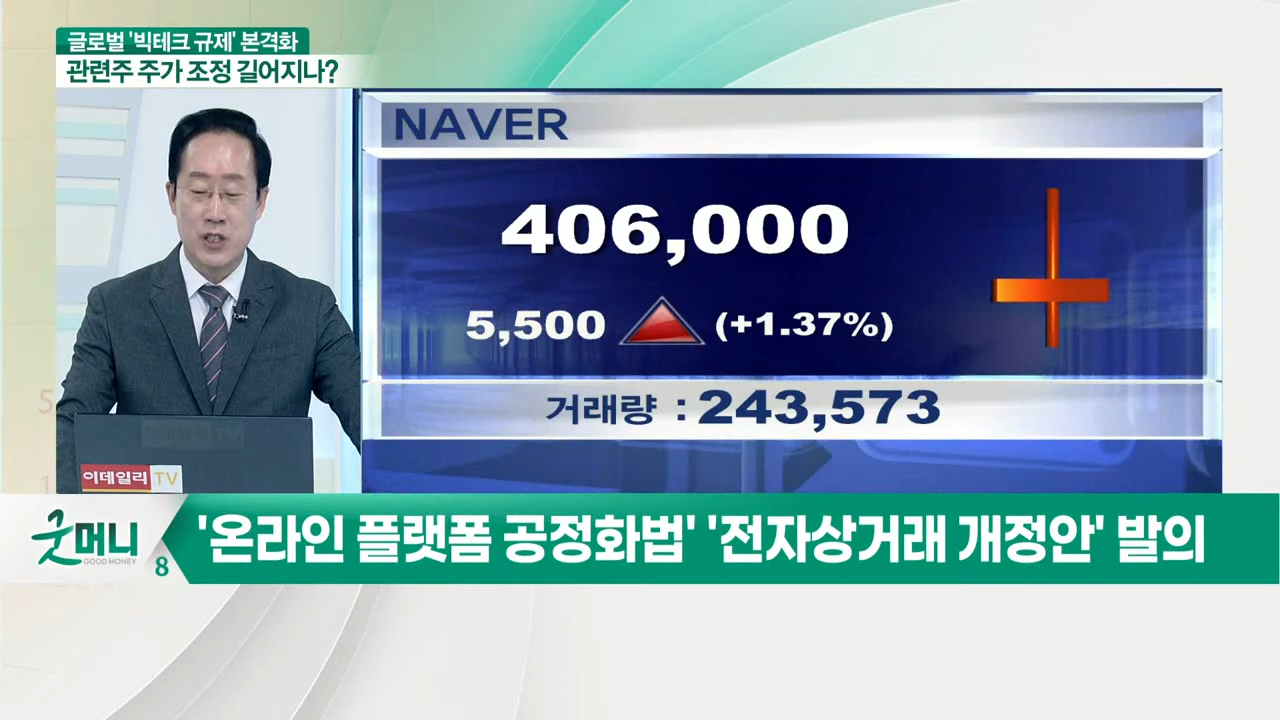 글로벌 '빅테크 규제' 본격화
관련주 주가 조정 길어지나?
NAVER
406,000
5,500 ▲ (+1.37%)
거래량 : 243,573
이데일리 TV
굿머니
GOOD MONEY
8
'온라인 플랫폼 공정화법' '전자상거래 개정안' 발의
5
1